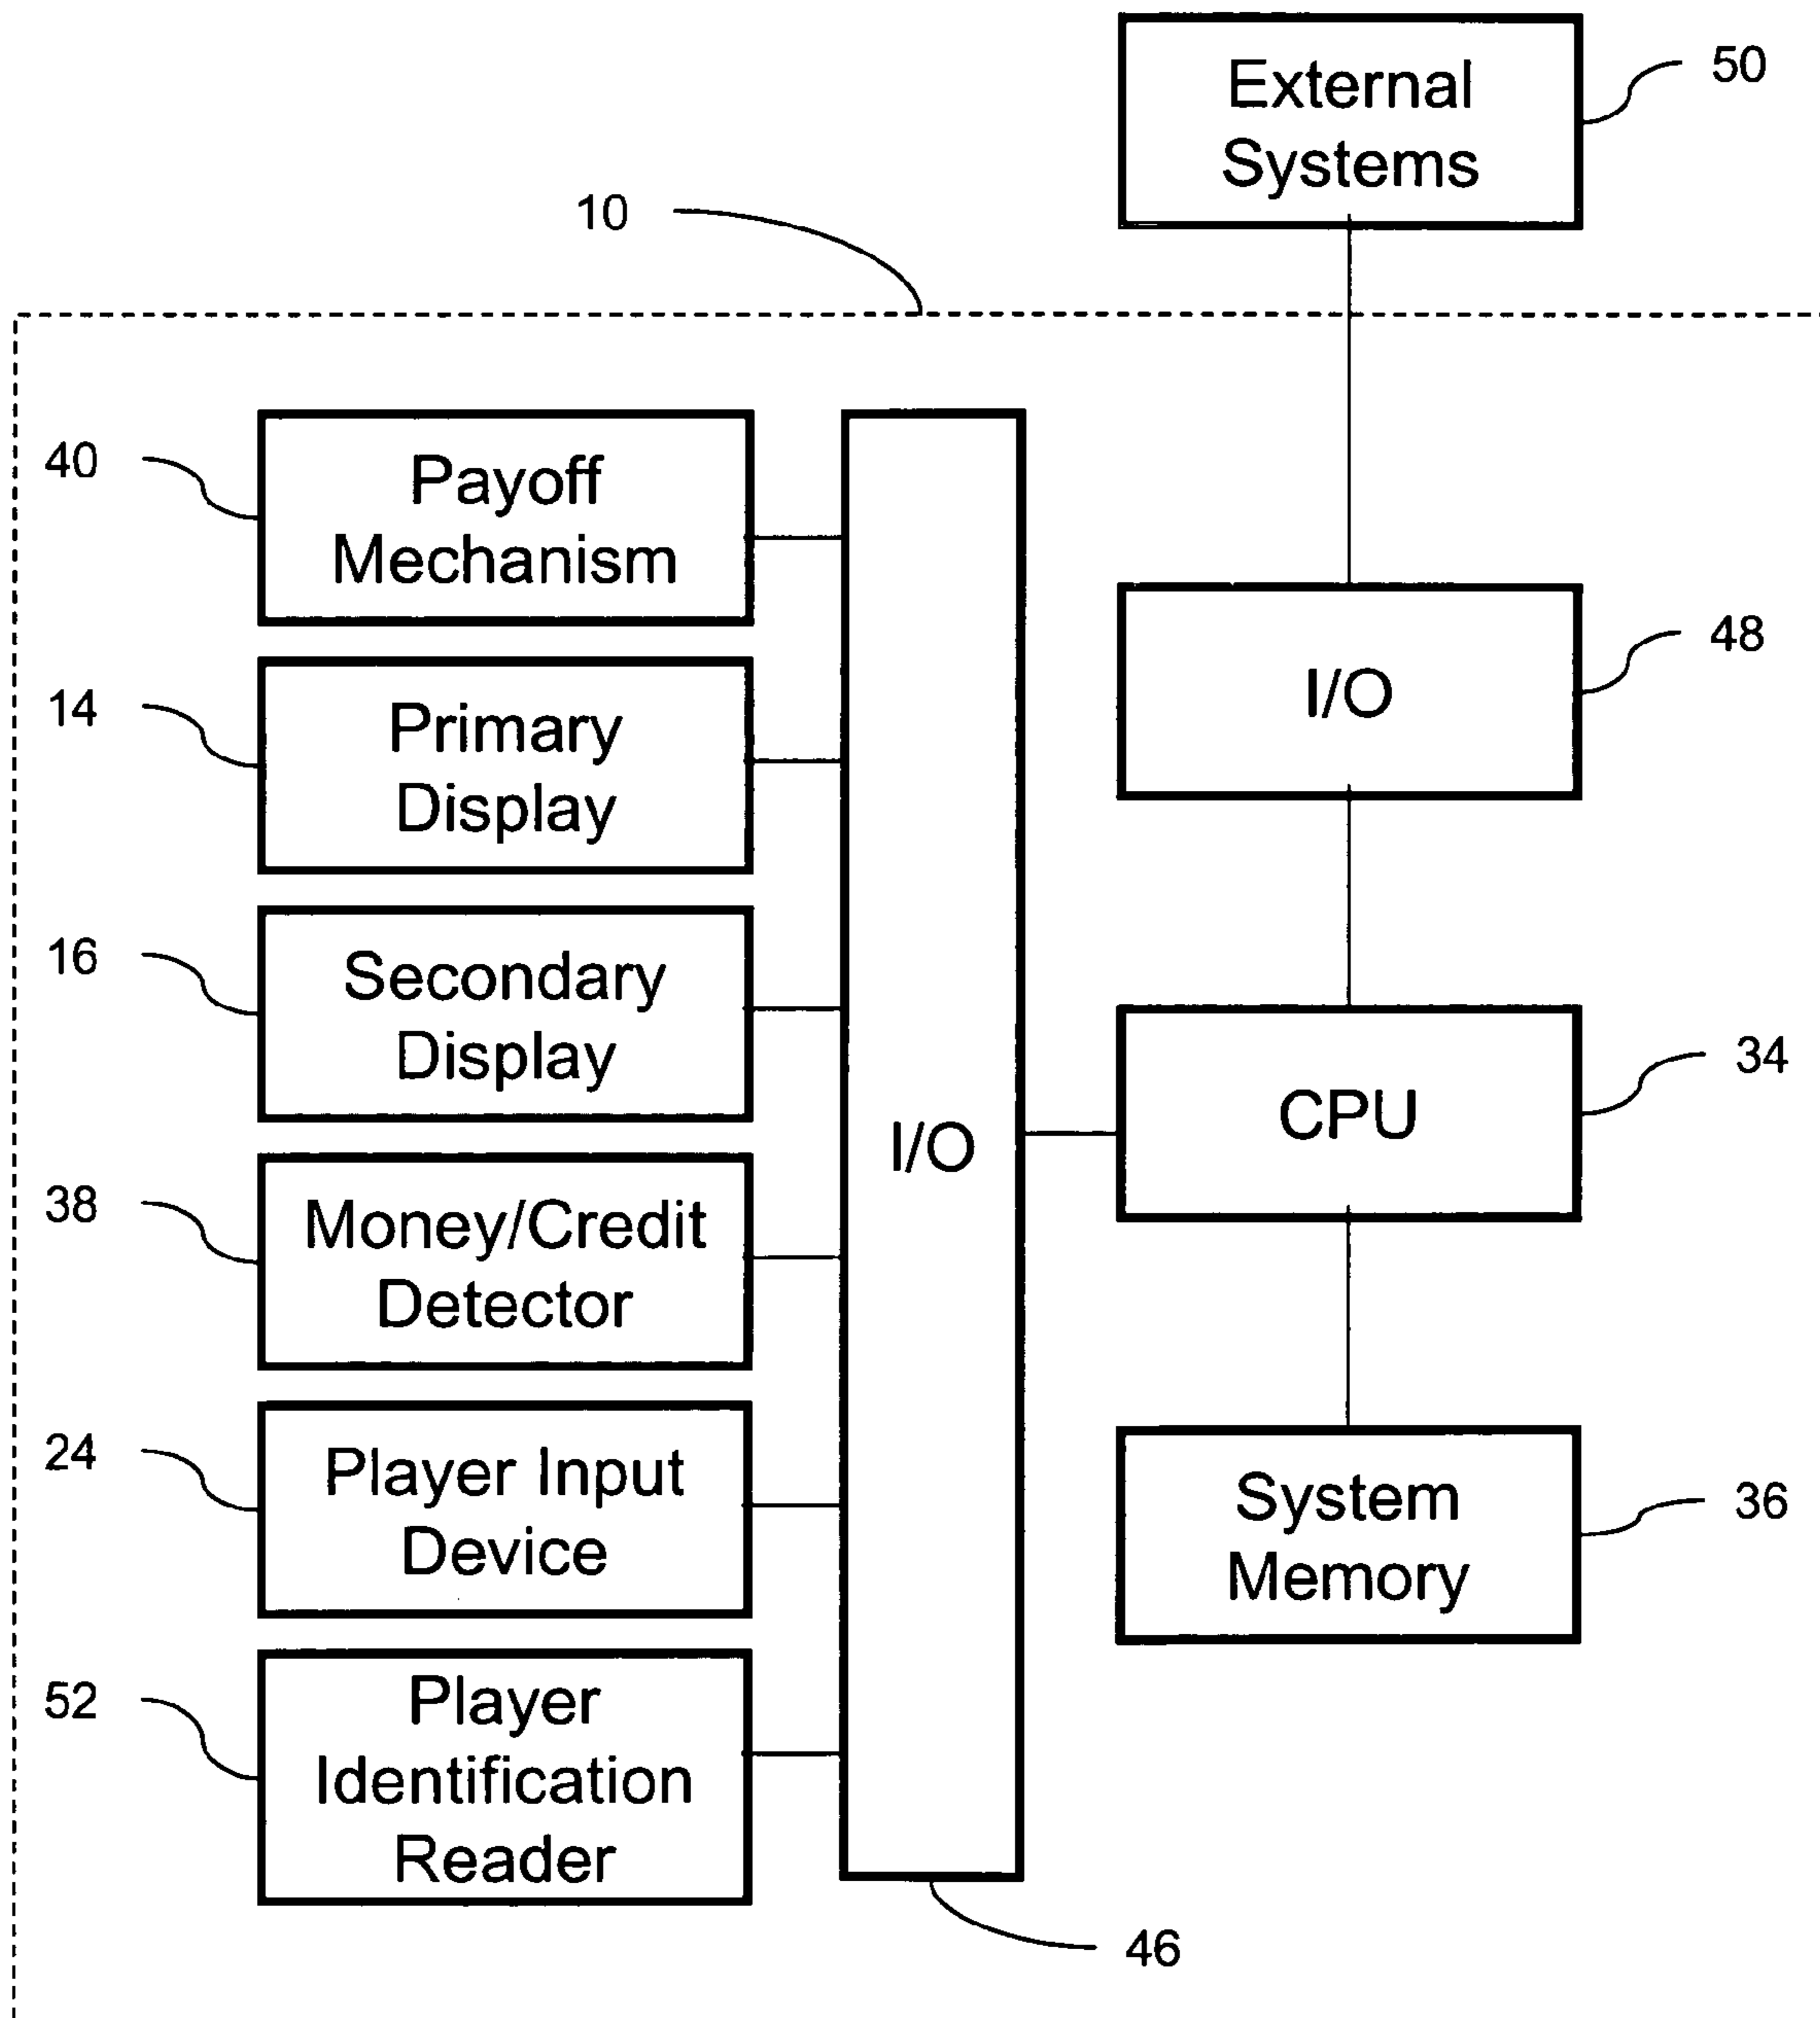 External
Systems
50
10
40
Payoff
Mechanism
14
Primary
Display
16
Secondary
Display
38
Money/Credit
Detector
24
Player Input
Device
52
Player
Identification
Reader
I/O
46
I/O
48
CPU
34
System
Memory
36